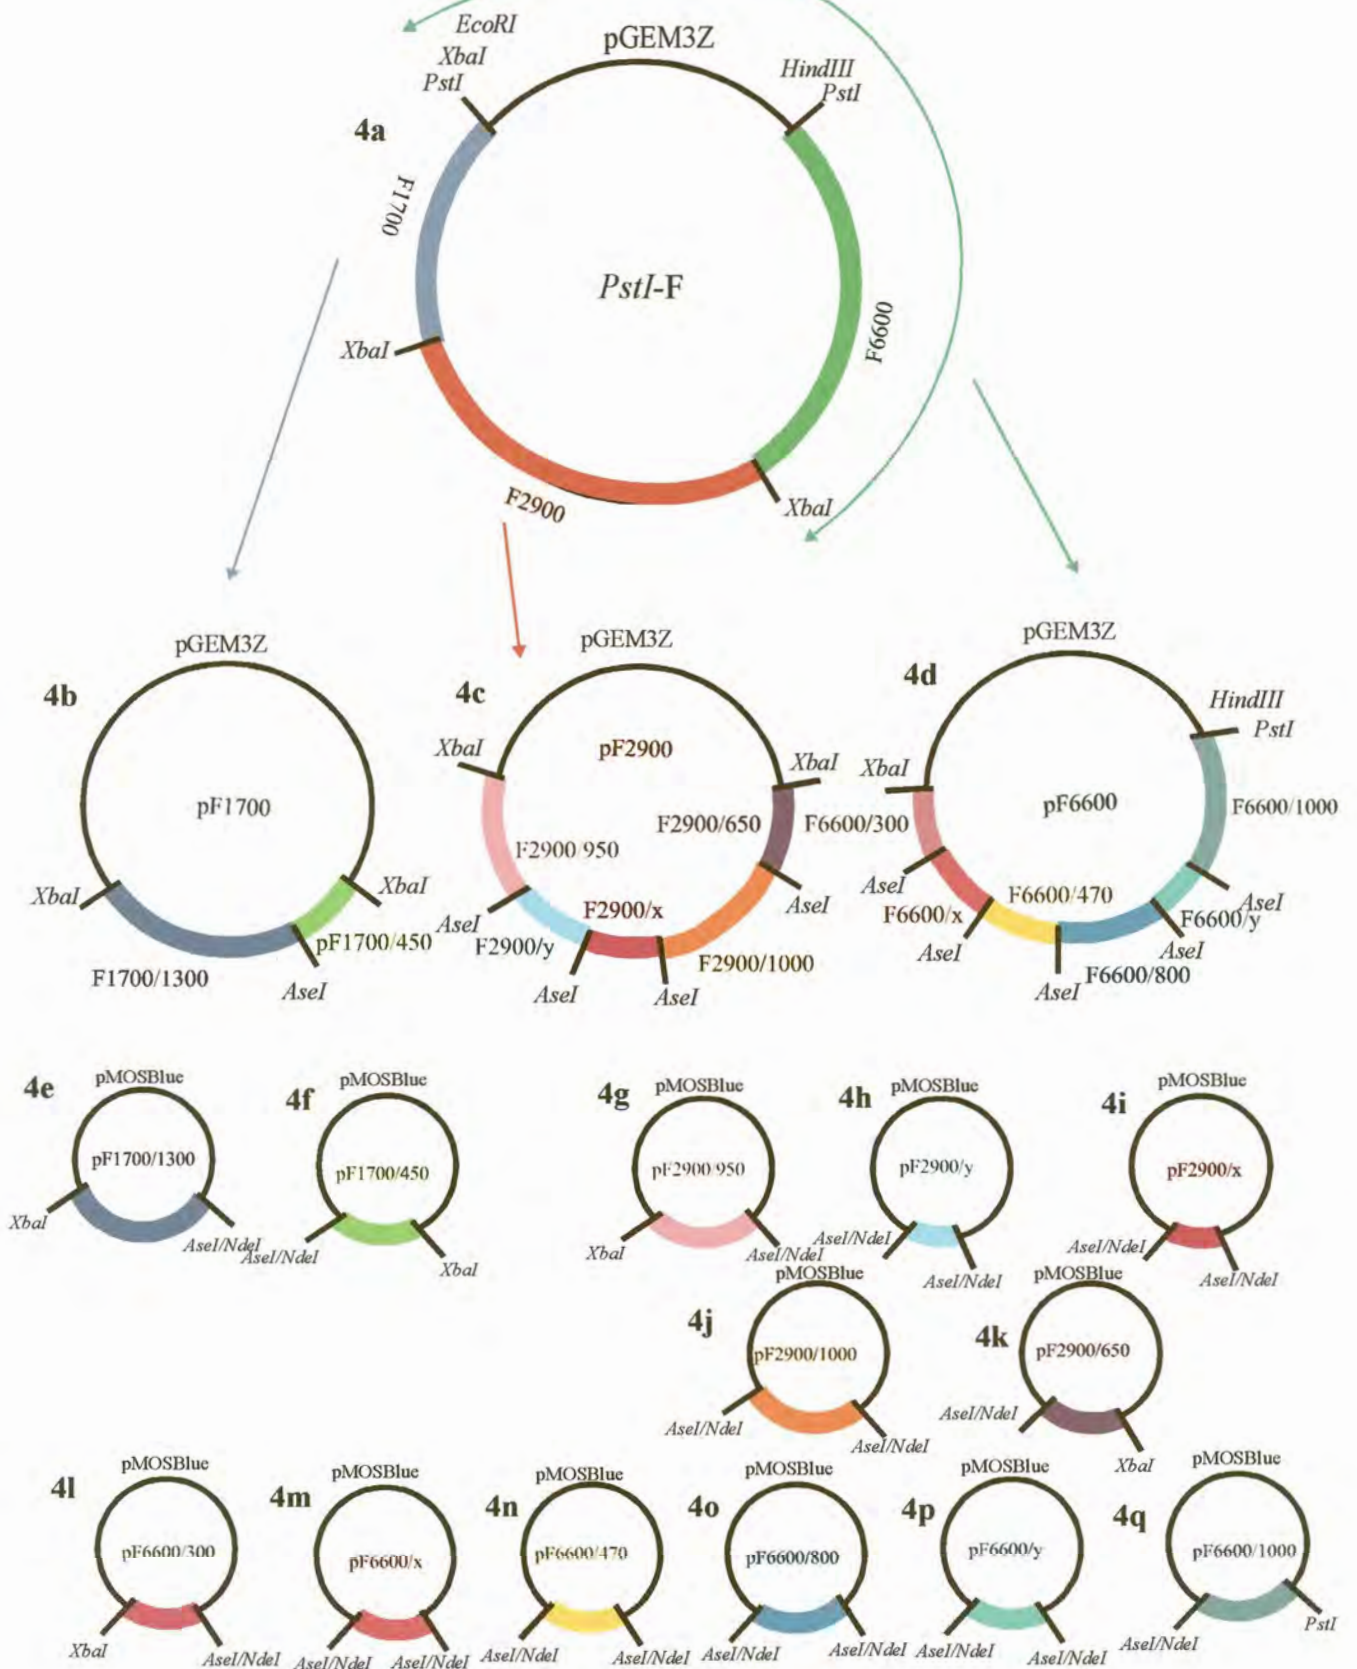 EcoRI
pGEM3Z
XbaI
HindIII
PstI
PstI
4a
F1700
PstI-F
F6600
XbaI
F2900
XbaI
pGEM3Z
pGEM3Z
pGEM3Z
4b
4c
4d
HindIII
PstI
XbaI
pF2900
XbaI
XbaI
pF1700
pF6600
F2900/650
F6600/300
F6600/1000
F2900/950
XbaI
XbaI
AseI
F6600/470
AseI
AseI
F2900/x
F6600/x
F6600/y
AseI
F2900/y
pF1700/450
AseI
AseI
F1700/1300
F2900/1000
F6600/800
AseI
AseI
AseI
AseI
4e
pMOSBlue
4f
pMOSBlue
4g
pMOSBlue
4h
pMOSBlue
4i
pMOSBlue
pF1700/1300
pF1700/450
pF2900/950
pF2900/y
pF2900/x
XbaI
AseI/NdeI
AseI/NdeI
XbaI
XbaI
AseI/NdeI
AseI/NdeI
AseI/NdeI
AseI/NdeI
AseI/NdeI
4j
pMOSBlue
4k
pMOSBlue
pF2900/1000
pF2900/650
AseI/NdeI
AseI/NdeI
AseI/NdeI
XbaI
4l
pMOSBlue
4m
pMOSBlue
4n
pMOSBlue
4o
pMOSBlue
4p
pMOSBlue
4q
pMOSBlue
pF6600/300
pF6600/x
pF6600/470
pF6600/800
pF6600/y
pF6600/1000
XbaI
AseI/NdeI
AseI/NdeI
AseI/NdeI
AseI/NdeI
AseI/NdeI
AseI/NdeI
AseI/NdeI
AseI/NdeI
AseI/NdeI
AseI/NdeI
PstI